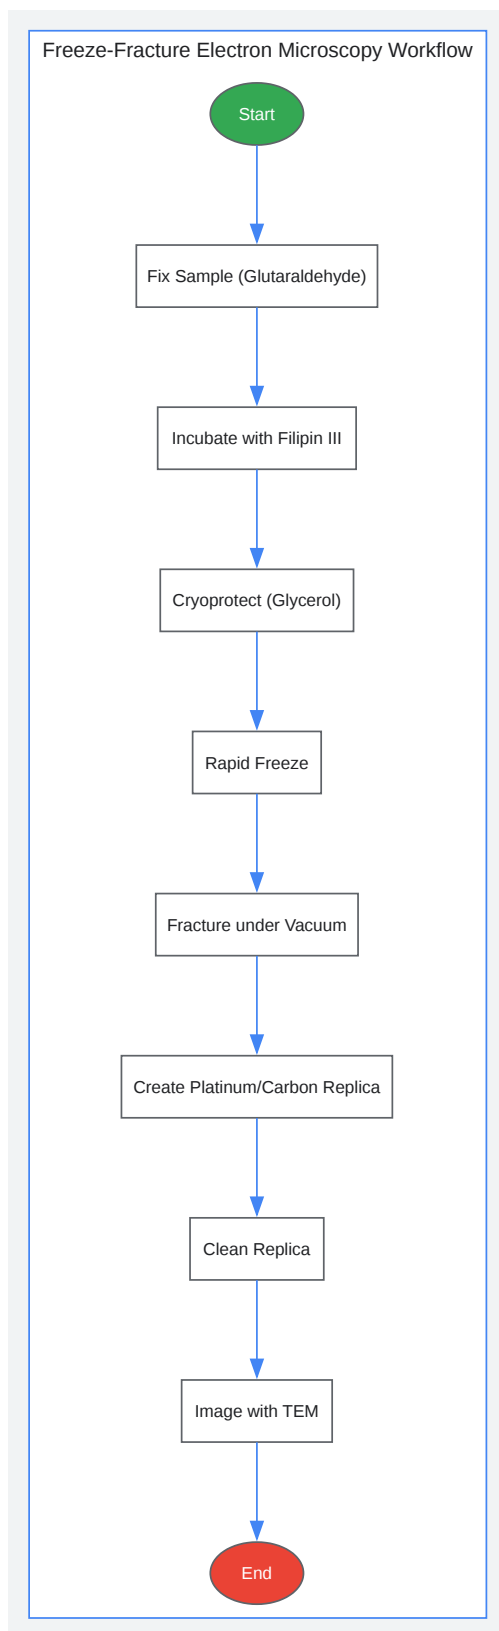 Freeze-Fracture Electron Microscopy Workflow
Start
Fix Sample (Glutaraldehyde)
Incubate with Filipin III
Cryoprotect (Glycerol)
Rapid Freeze
Fracture under Vacuum
Create Platinum/Carbon Replica
Clean Replica
Image with TEM
End